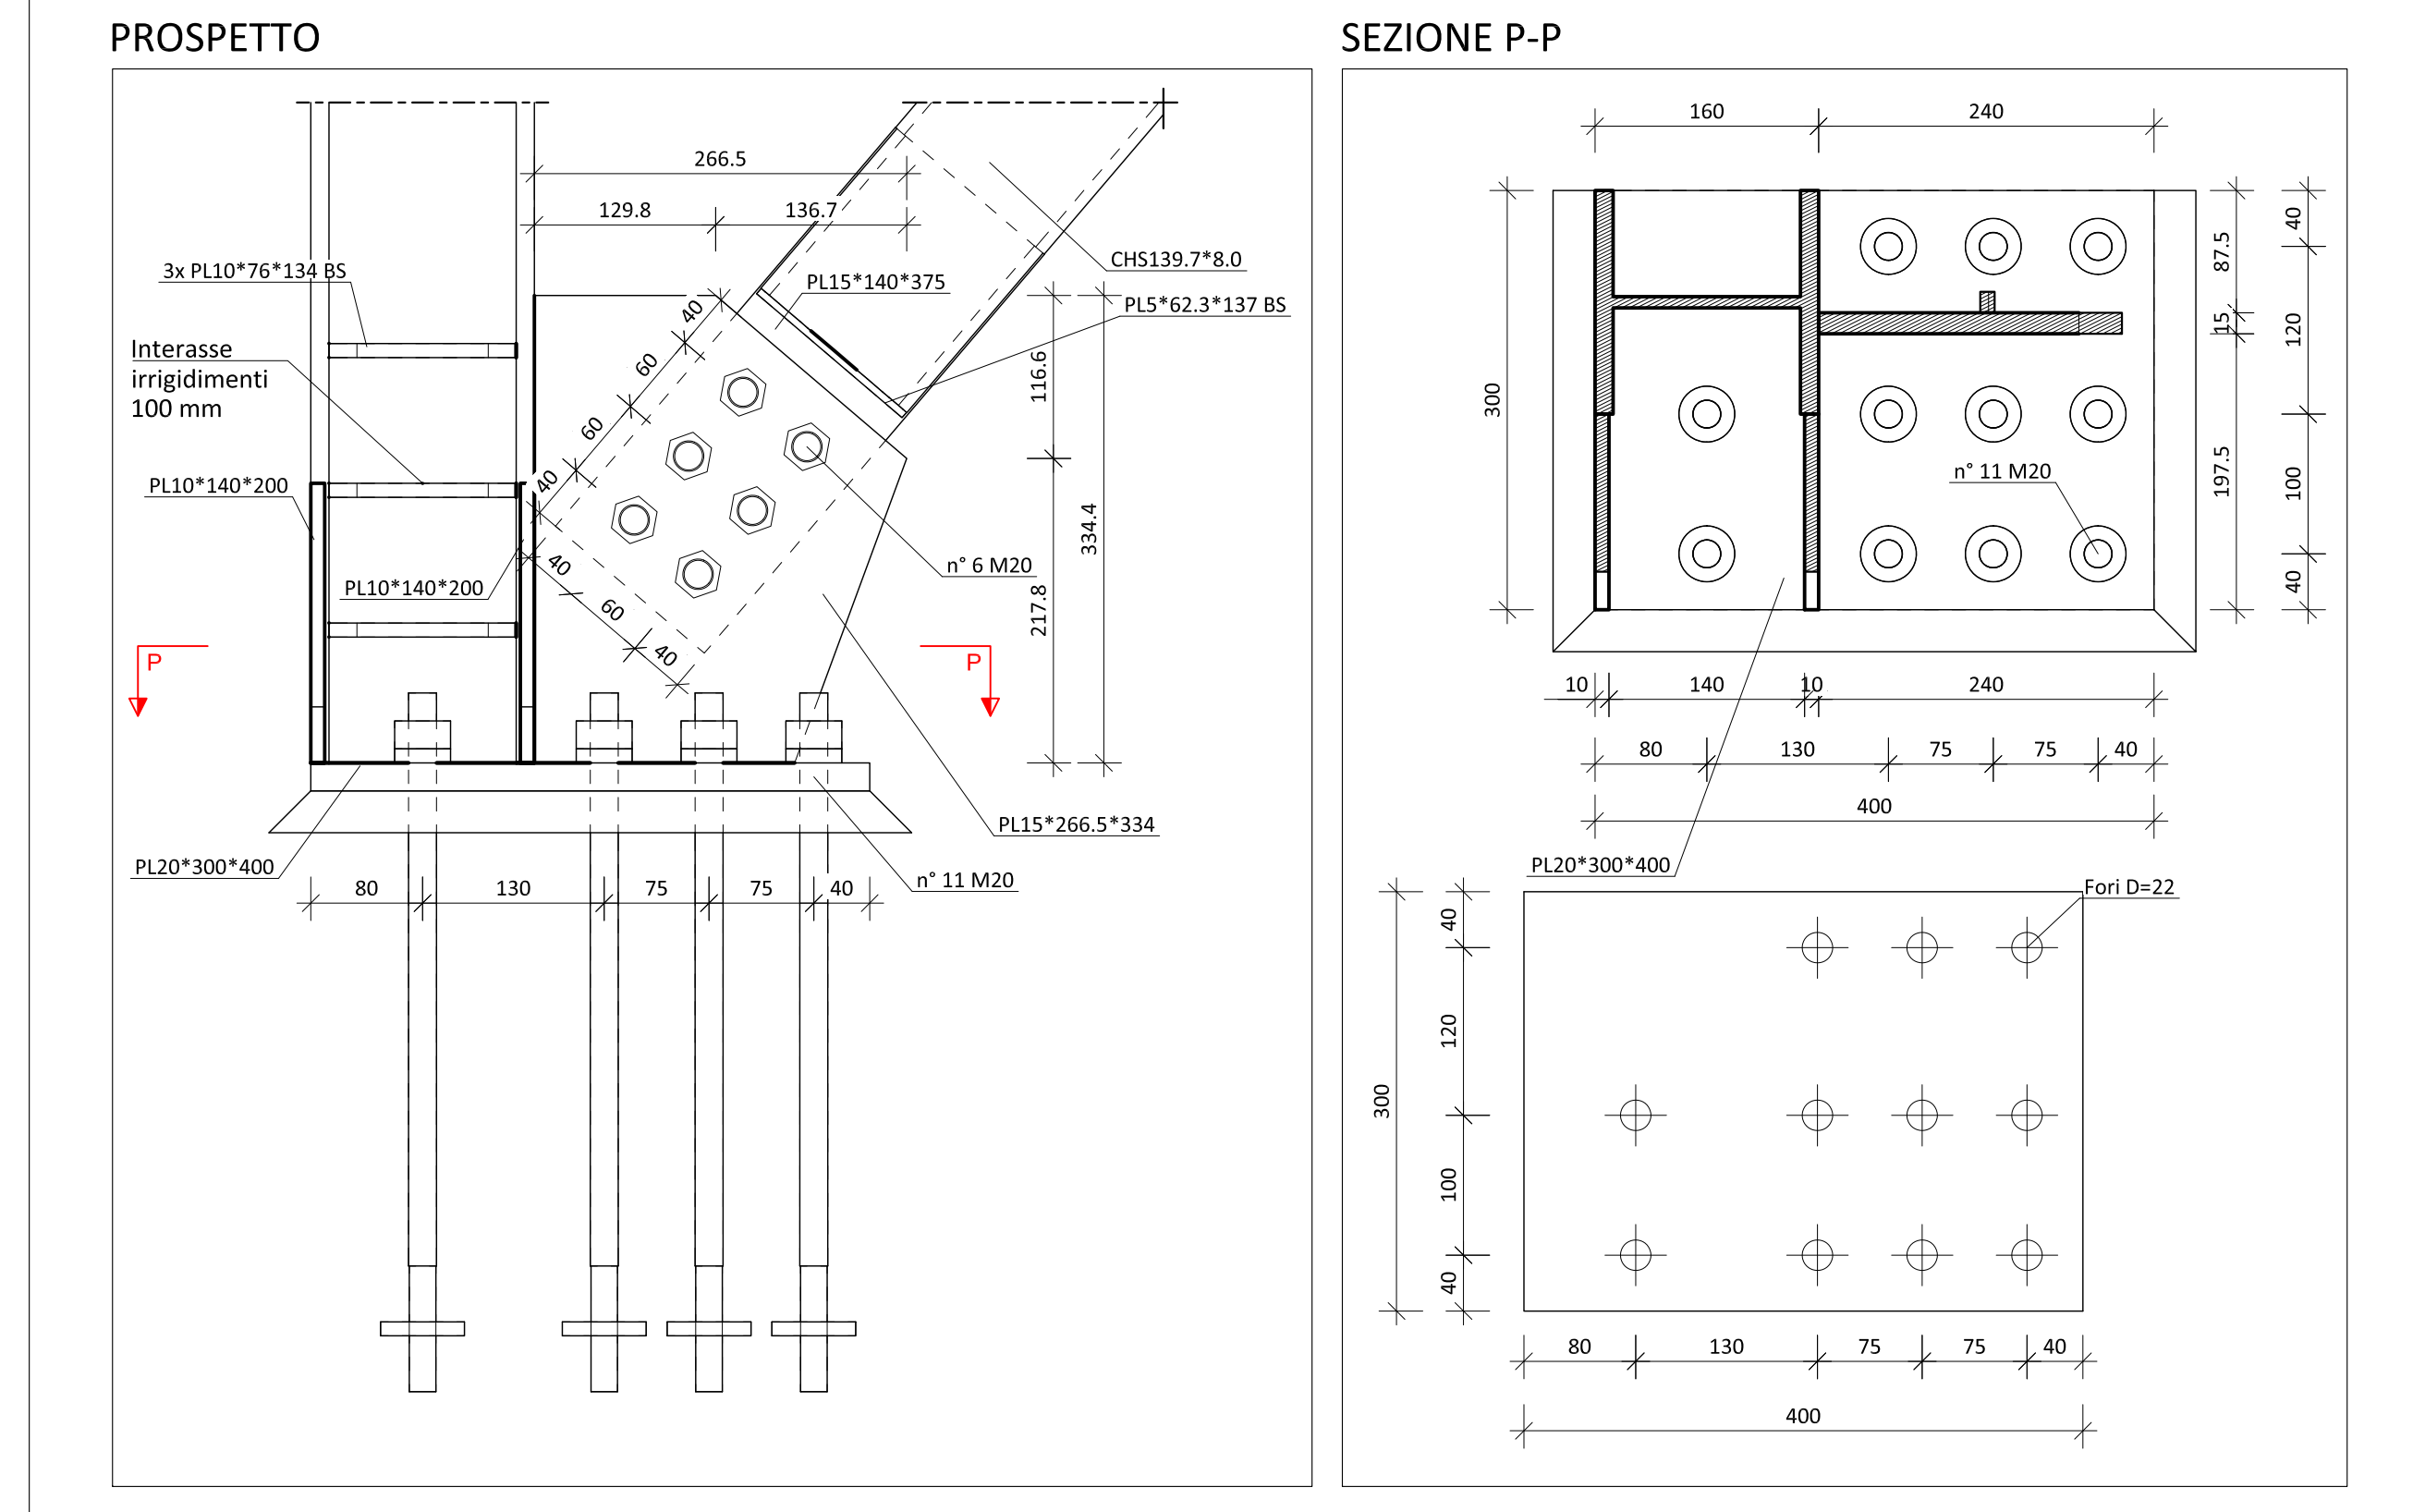 PROSPETTO
266.5
129.8
136.7
3x PL10*76*134 BS
CHS139.7*8.0
PL15*140*375
PL5*62.3*137 BS
Interasse
irrigidimenti
100 mm
40
60
60
40
116.6
334.4
PL10*140*200
n° 6 M20
PL10*140*200
40
60
40
217.8
P
P
PL15*266.5*334
PL20*300*400
n° 11 M20
80
130
75
75
40
SEZIONE P-P
160
240
40
87.5
15
120
300
197.5
100
n° 11 M20
40
10
140
10
240
80
130
75
75
40
400
PL20*300*400
Fori D=22
40
120
300
100
40
80
130
75
75
40
400